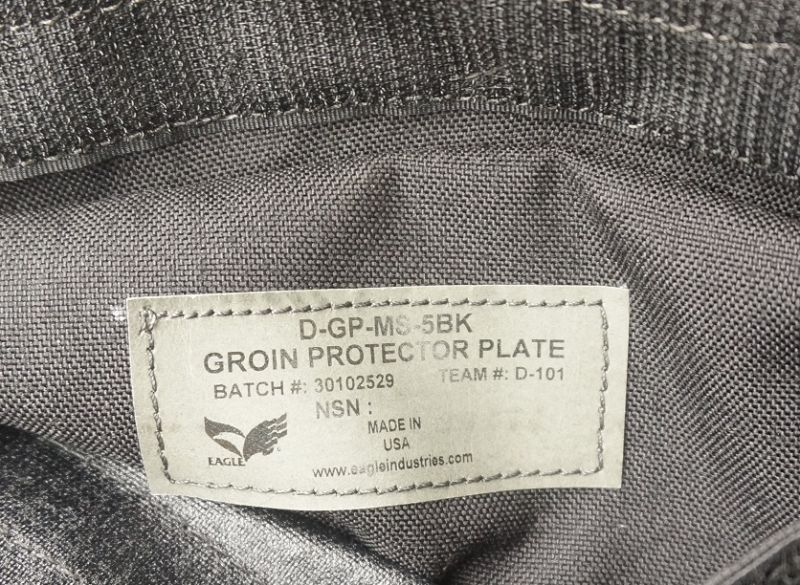 D-GP-MS-5BK
GROIN PROTECTOR PLATE
BATCH #: 30102529 TEAM #: D-101
NSN :
MADE IN
USA
EAGLE
www.eagleindustries.com